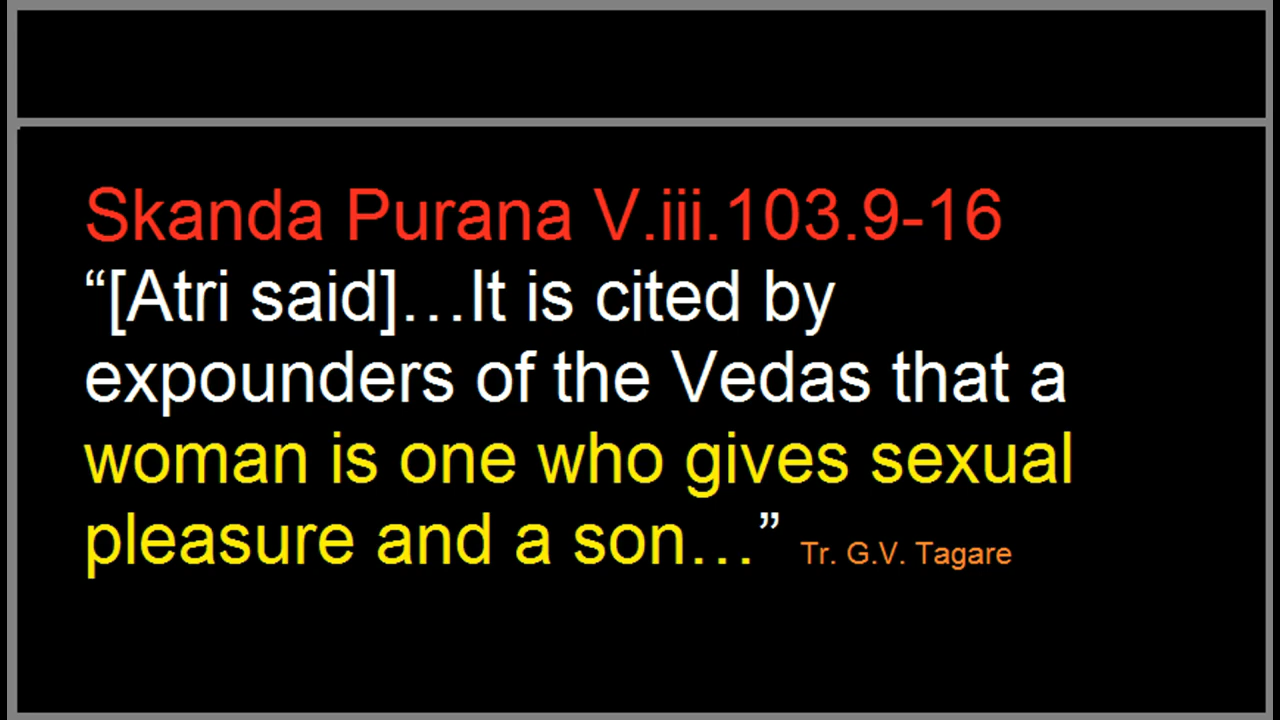 Skanda Purana V.iii.103.9-16
“[Atri said]…It is cited by
expounders of the Vedas that a
woman is one who gives sexual
pleasure and a son…” Tr. G.V. Tagare